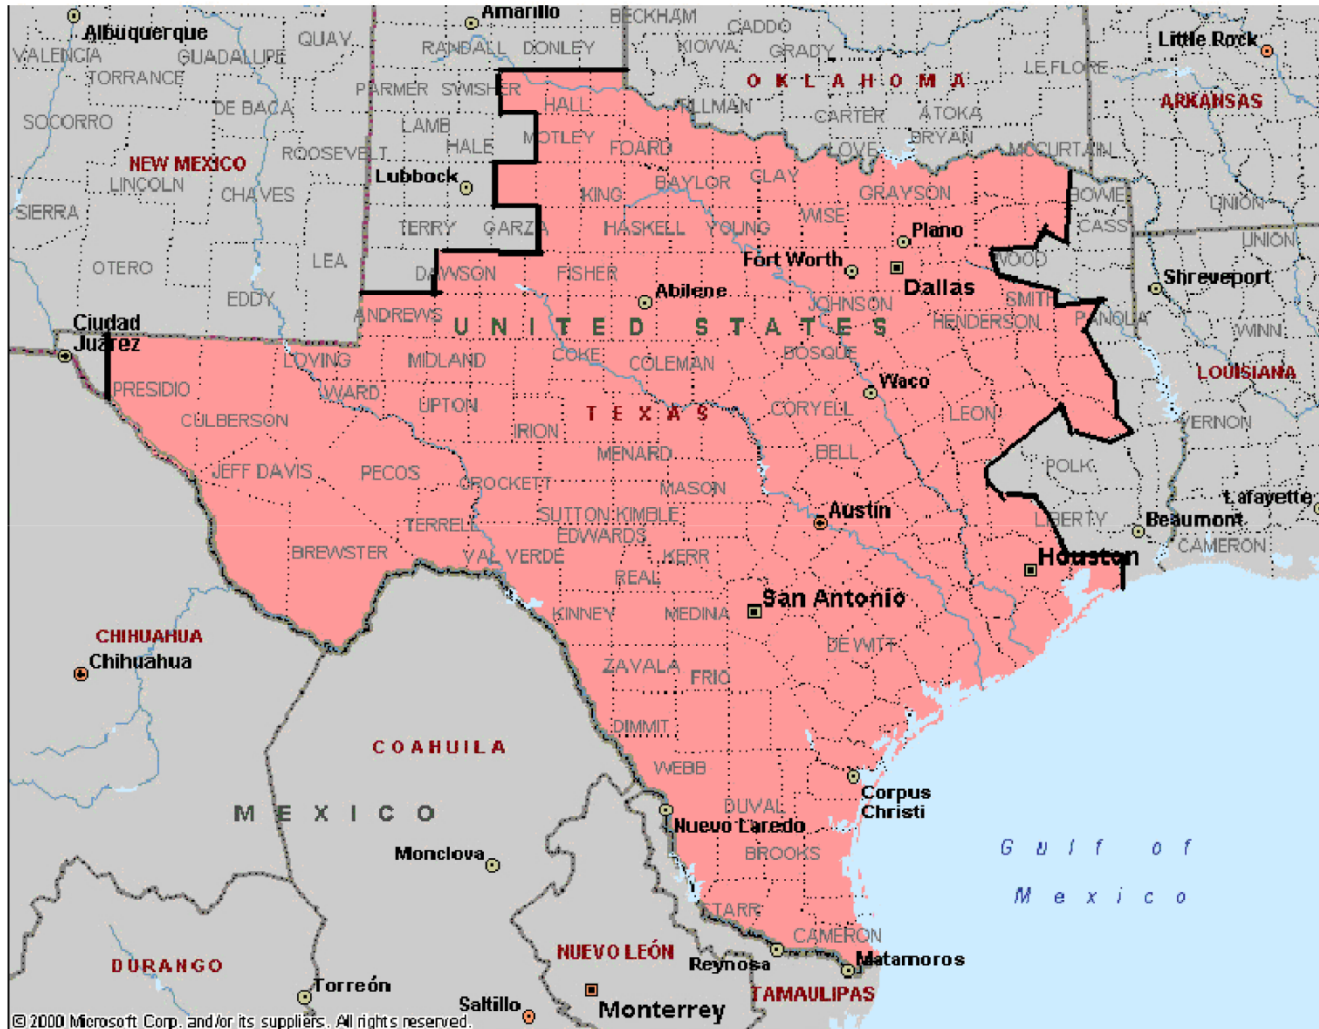 Amarillo
BECKHAM
CADDO
Albuquerque
QUAY
RANDALL
DONLEY
KIOWA
GRADY
Little Rock
VALENCIA
GUADALUPE
LE FLORE
TORRANCE
PARMER
SWISHER
OKLAHOMA
DE BACA
HALL
TILLMAN
ARKANSAS
SOCORRO
LAMB
CARTER
ATOKA
MOTLEY
BRYAN
HALE
FOARD
LOVE
MCCURTAIN
ROOSEVELT
NEW MEXICO
Lubbock
BAYLOR
CLAY
LINCOLN
CHAVES
KING
GRAYSON
BOWIE
SIERRA
WISE
UNION
TERRY
GARZA
HASKELL
YOUNG
Plano
CASS
UNION
LEA
OTERO
Fort Worth
WOOD
DAWSON
FISHER
Shreveport
Dallas
EDDY
Abilene
JOHNSON
SMITH
ANDREWS
HENDERSON
PANOLA
Ciudad
Juárez
UNITED STATES
WINN
LOVING
MIDLAND
COKE
COLEMAN
BOSQUE
LOUISIANA
PRESIDIO
WARD
Waco
UPTON
CORYELL
LEON
CULBERSON
TEXAS
VERNON
IRION
MENARD
BELL
JEFF DAVIS
PECOS
POLK
CROCKETT
MASON
Lafayette
SUTTON
KIMBLE
Austin
TERRELL
LIBERTY
Beaumont
EDWARDS
CAMERON
BREWSTER
VAL VERDE
KERR
Houston
REAL
San Antonio
KINNEY
MEDINA
CHIHUAHUA
DE WITT
Chihuahua
ZAVALA
FRIO
DIMMIT
COAHUILA
WEBB
Corpus
Christi
MEXICO
DUVAL
Nuevo Laredo
Monclova
BROOKS
Gulf of
Mexico
STARR
CAMERON
NUEVO LEÓN
Reynosa
Matamoros
DURANGO
TAMAULIPAS
Torreón
Saltillo
Monterrey
© 2000 Microsoft Corp. and/or its suppliers. All rights reserved.